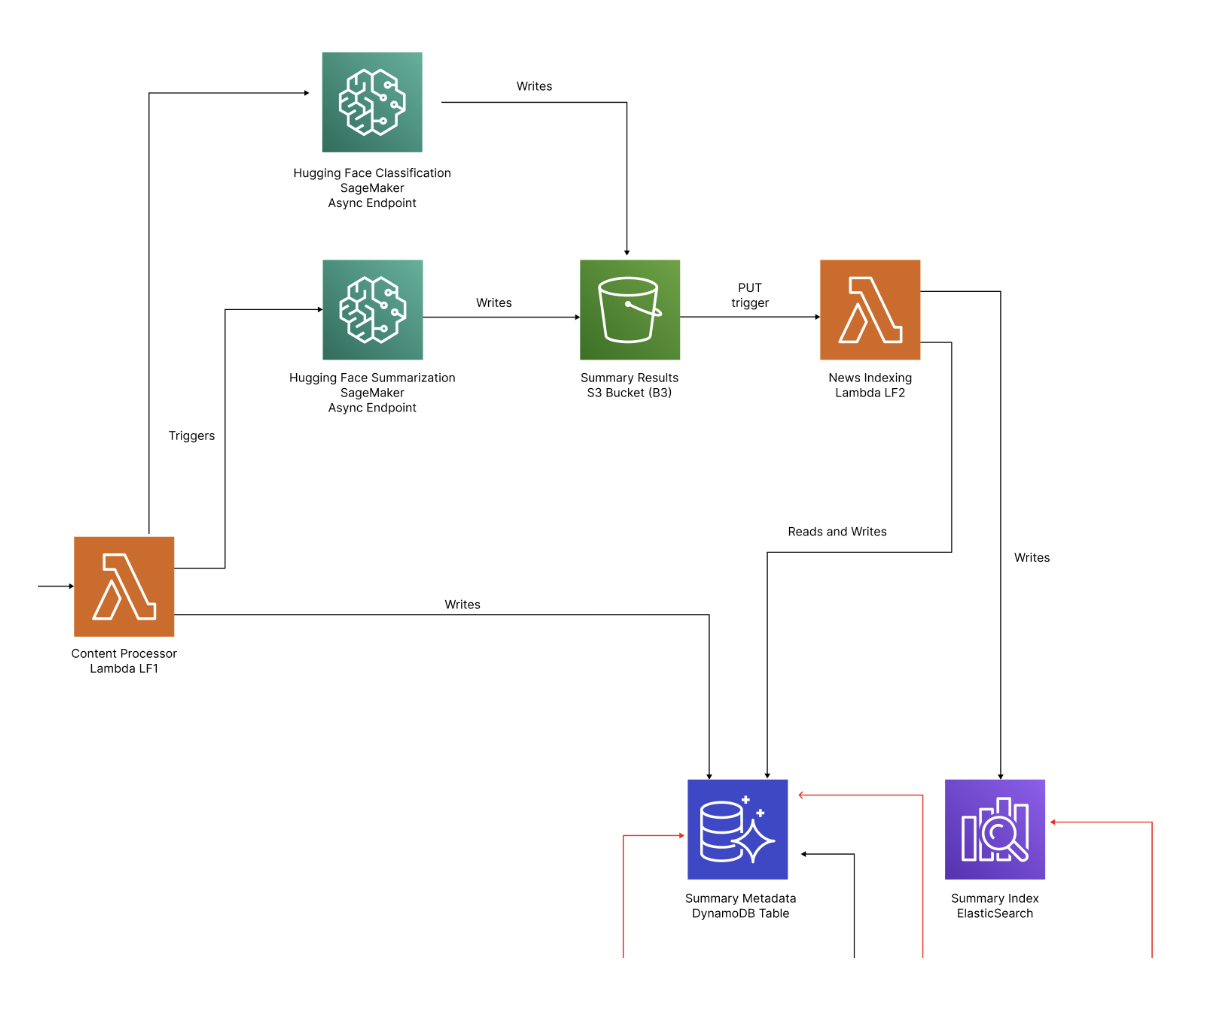 Writes
Hugging Face Classification
SageMaker
Async Endpoint
Writes
PUT
trigger
Hugging Face Summarization
SageMaker
Async Endpoint
Summary Results
S3 Bucket (B3)
News Indexing
Lambda LF2
Triggers
Reads and Writes
Writes
Writes
Content Processor
Lambda LF1
Summary Metadata
DynamoDB Table
Summary Index
ElasticSearch